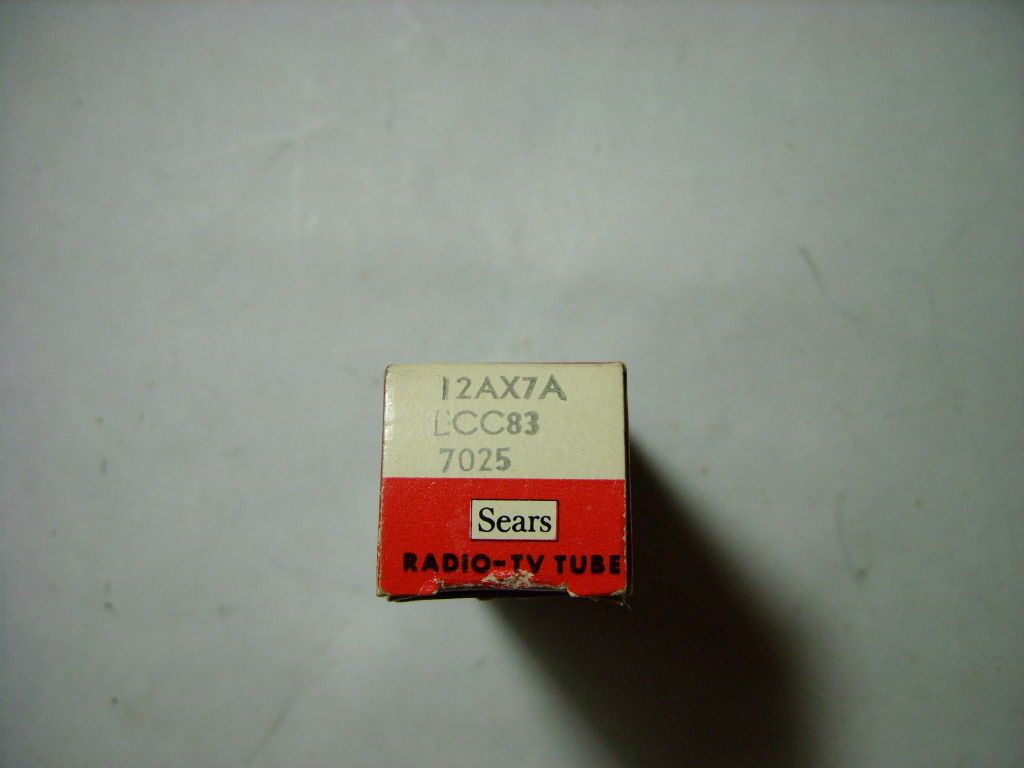 12AX7A
ECC83
7025
Sears
RADIO-TV TUBE